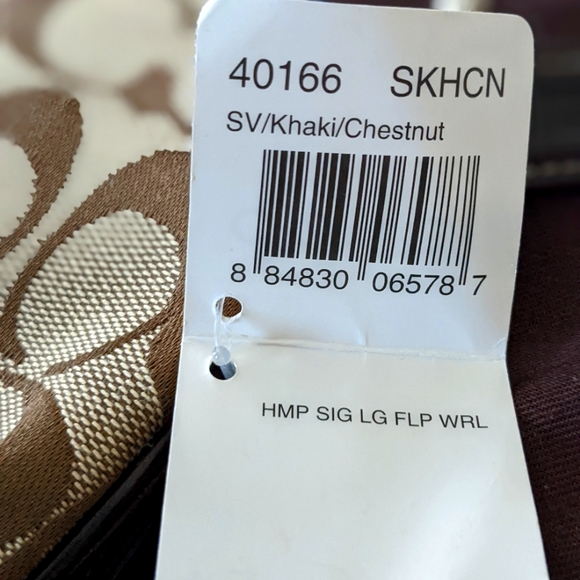 40166 SKHCN
SV/Khaki/Chestnut
8 84830 06578 7
HMP SIG LG FLP WRL